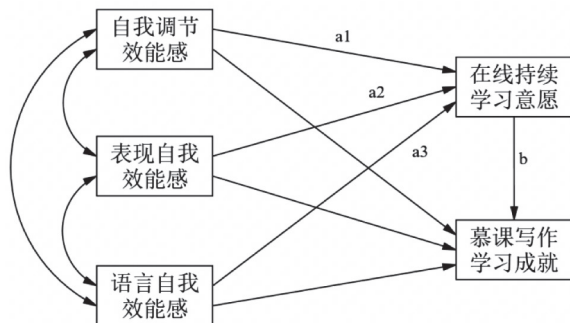 自我调节
效能感
a1
在线持续
学习意愿
a2
表现自我
效能感
a3
b
慕课写作
学习成就
语言自我
效能感